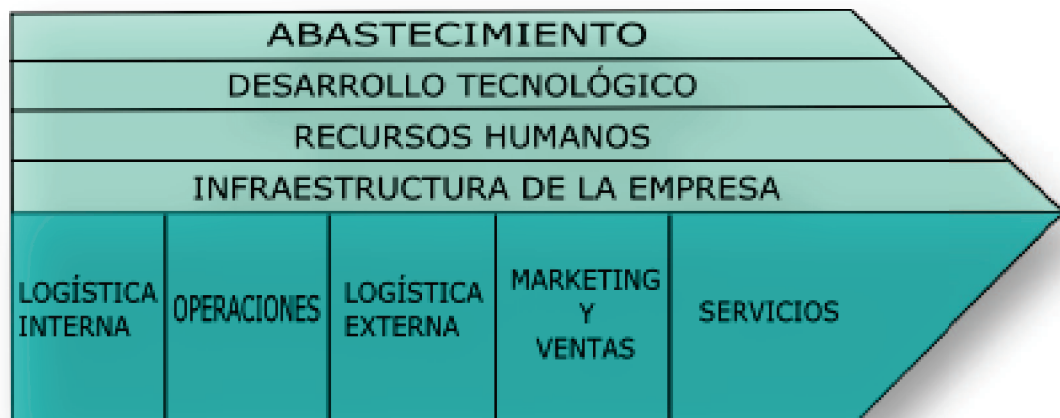 ABASTECIMIENTO
DESARROLLO TECNOLÓGICO
RECURSOS HUMANOS
INFRAESTRUCTURA DE LA EMPRESA
LOGÍSTICA
INTERNA
OPERACIONES
LOGÍSTICA
EXTERNA
MARKETING
Y
VENTAS
SERVICIOS